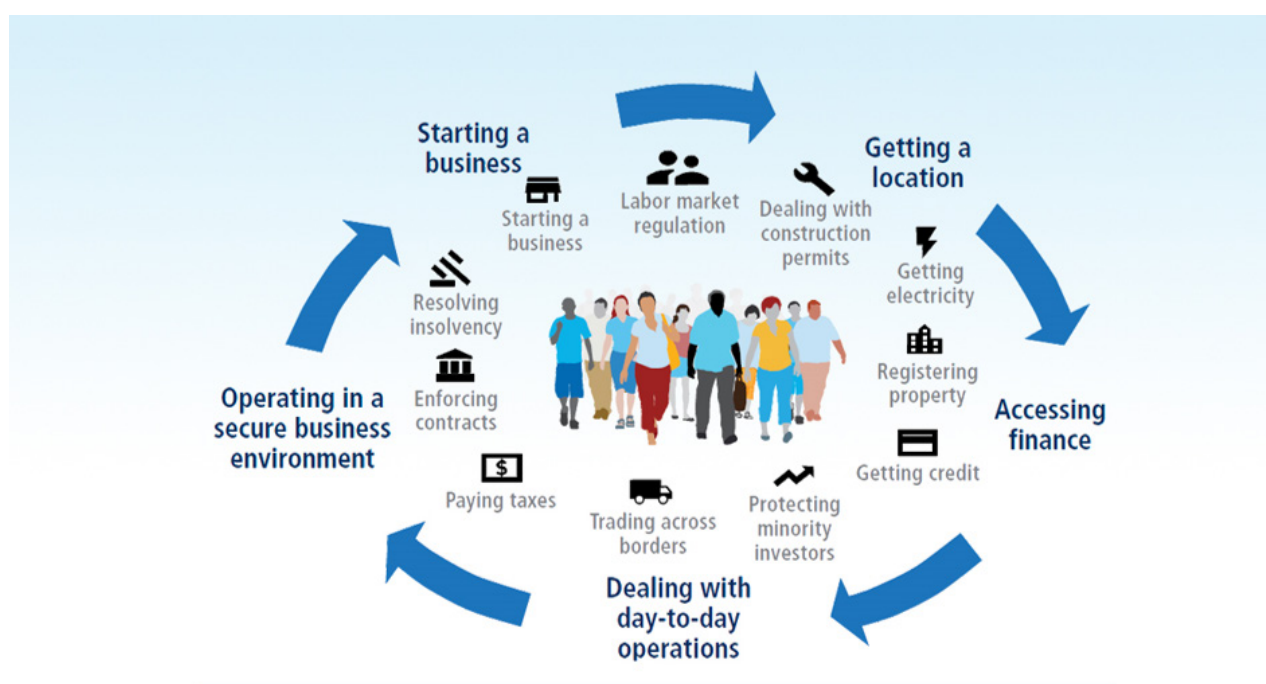 Starting a
business
Getting a
location
Accessing
finance
Dealing with
day-to-day
operations
Operating in a
secure business
environment
Starting a
business
Labor market
regulation
Dealing with
construction
permits
Getting
electricity
Registering
property
Getting credit
Protecting
minority
investors
Trading across
borders
$
Paying taxes
Enforcing
contracts
Resolving
insolvency